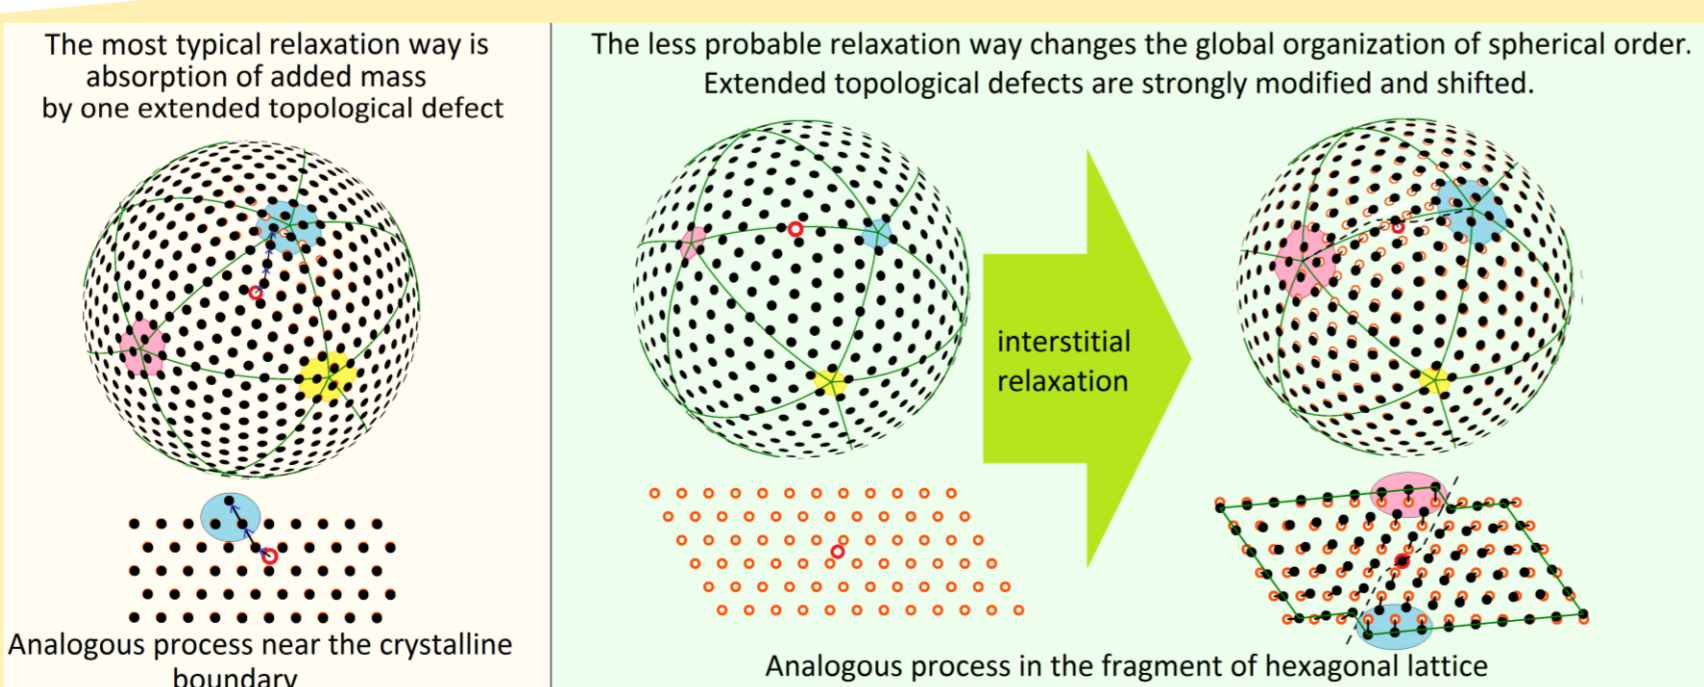 The most typical relaxation way is
absorption of added mass
by one extended topological defect
The less probable relaxation way changes the global organization of spherical order.
Extended topological defects are strongly modified and shifted.
interstitial
relaxation
Analogous process near the crystalline
boundary
Analogous process in the fragment of hexagonal lattice